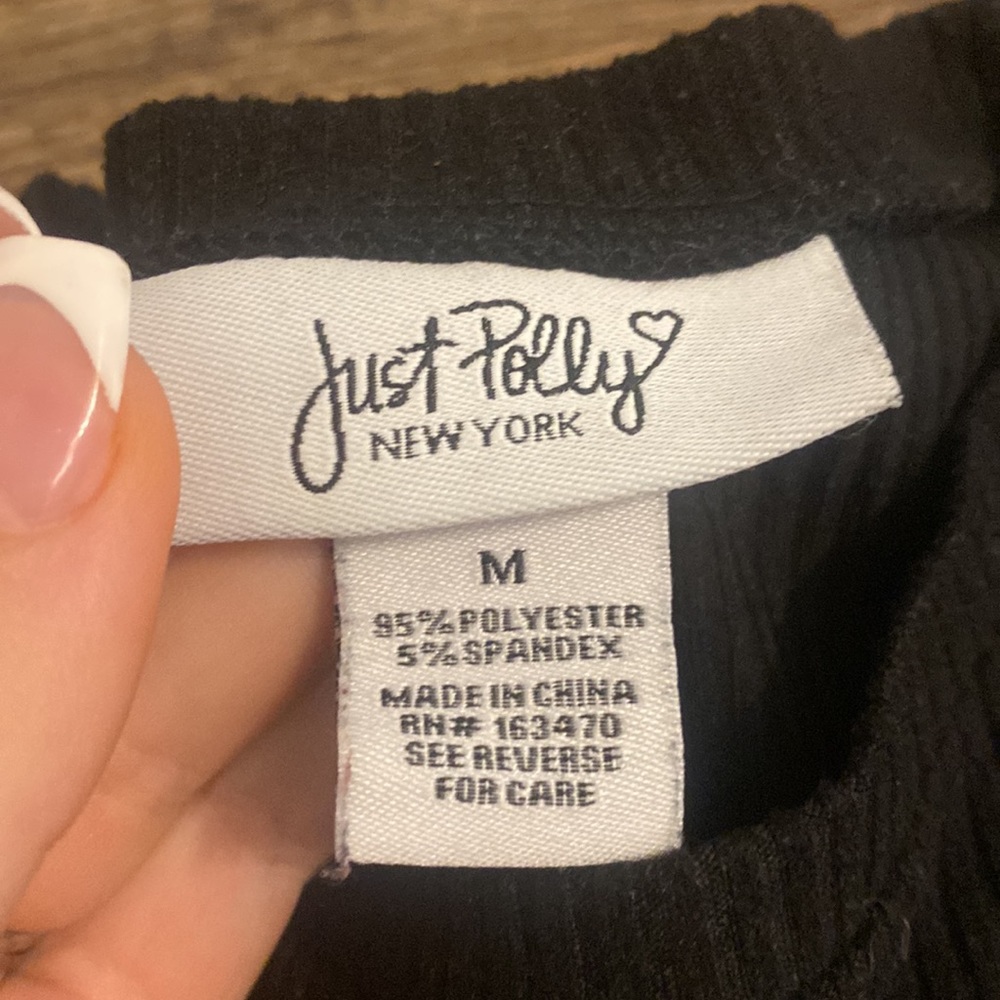 Just Polly
NEW YORK
M
95% POLYESTER
5% SPANDEX
MADE IN CHINA
RN# 163470
SEE REVERSE
FOR CARE